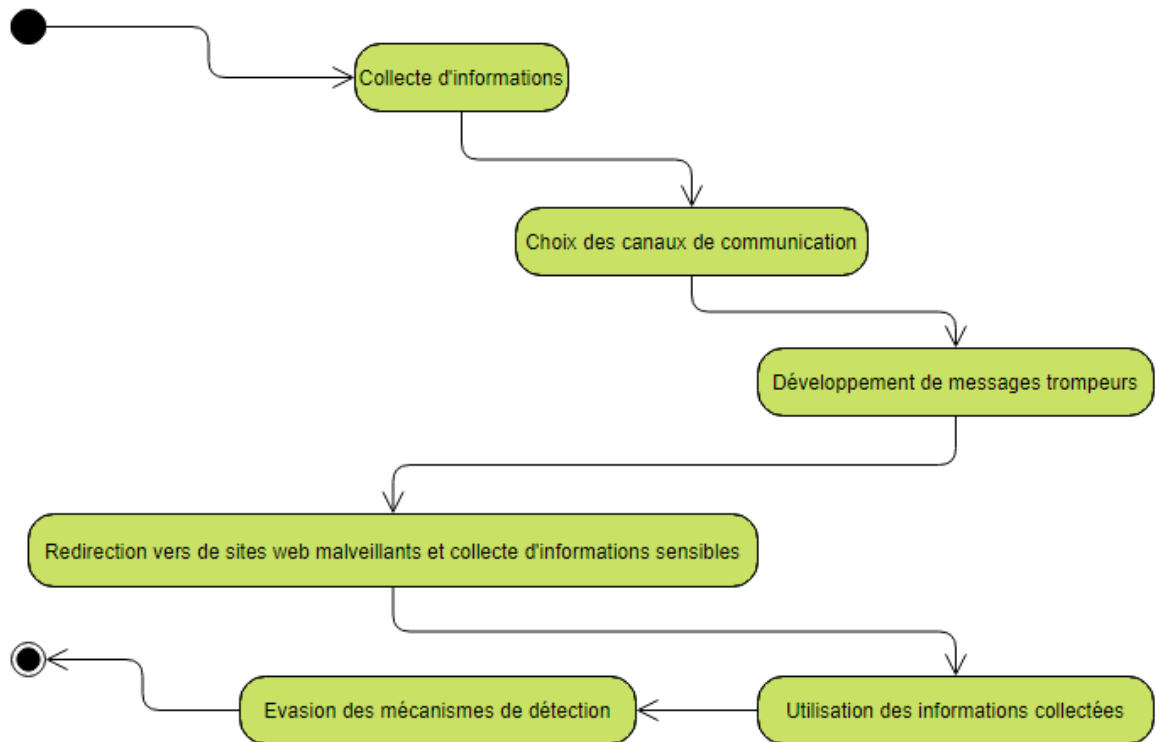 Collecte d'informations
Choix des canaux de communication
Développement de messages trompeurs
Redirection vers de sites web malveillants et collecte d'informations sensibles
Utilisation des informations collectées
Evasion des mécanismes de détection